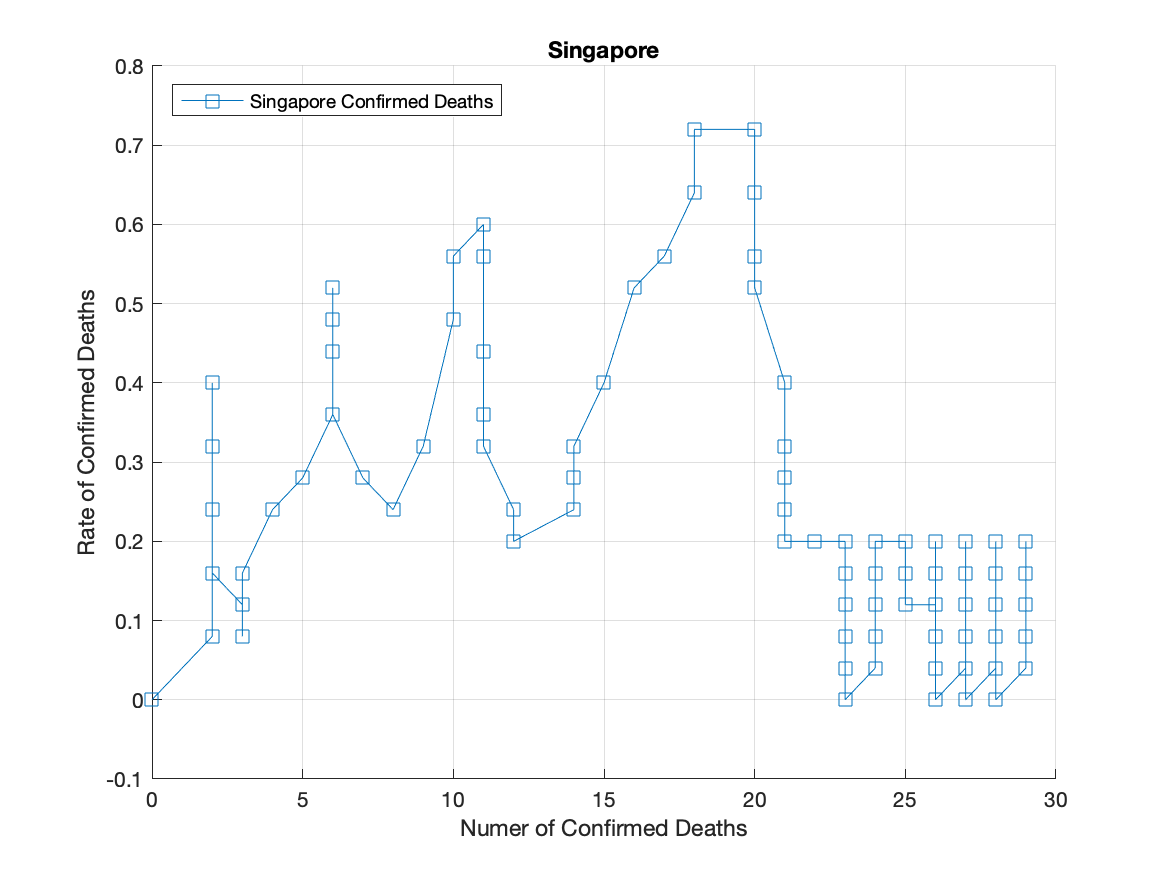 Singapore
Singapore Confirmed Deaths
0.8
0.7
0.6
0.5
0.4
0.3
0.2
0.1
0
-0.1
Rate of Confirmed Deaths
0 5 10 15 20 25 30
Numer of Confirmed Deaths